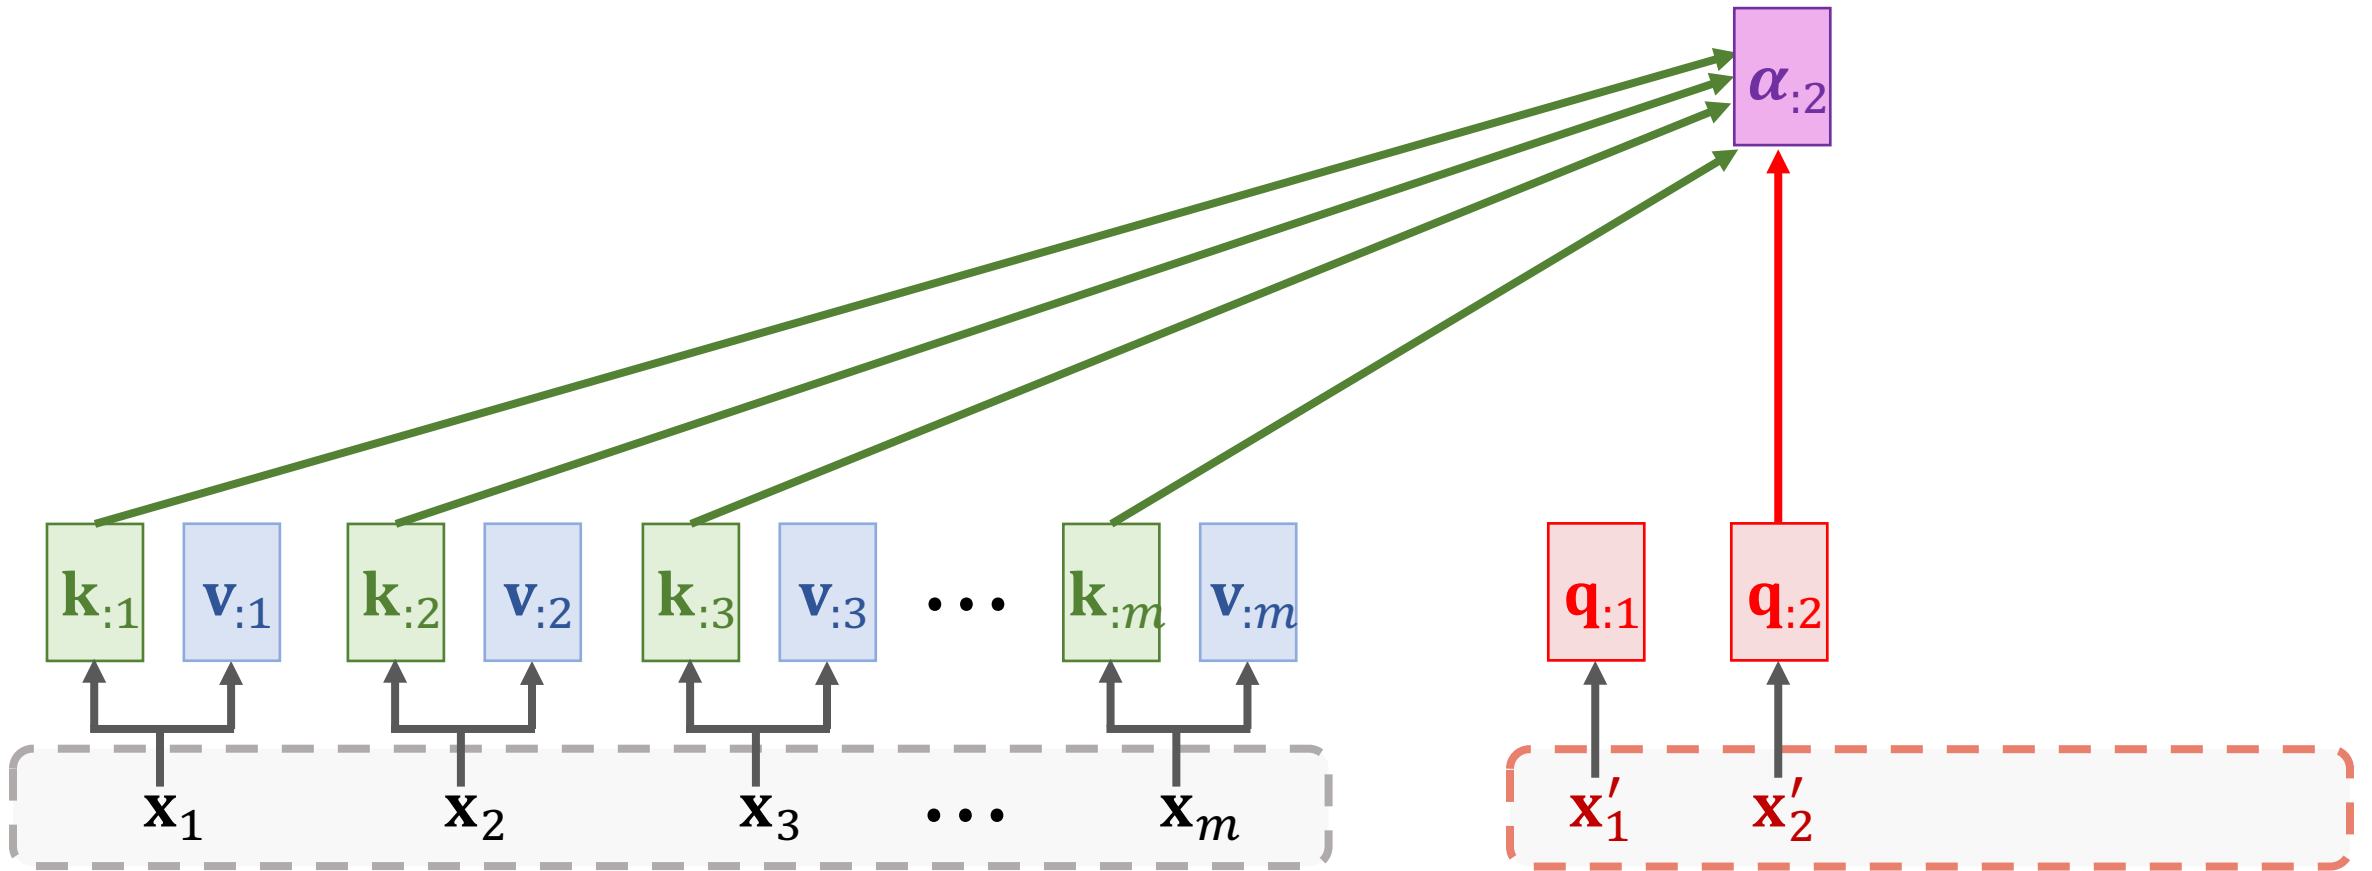 𝜶:2
k:1 v:1 k:2 v:2 k:3 v:3 ⋯ k:m v:m q:1 q:2
x1 x2 x3 ⋯ xm x′1 x′2